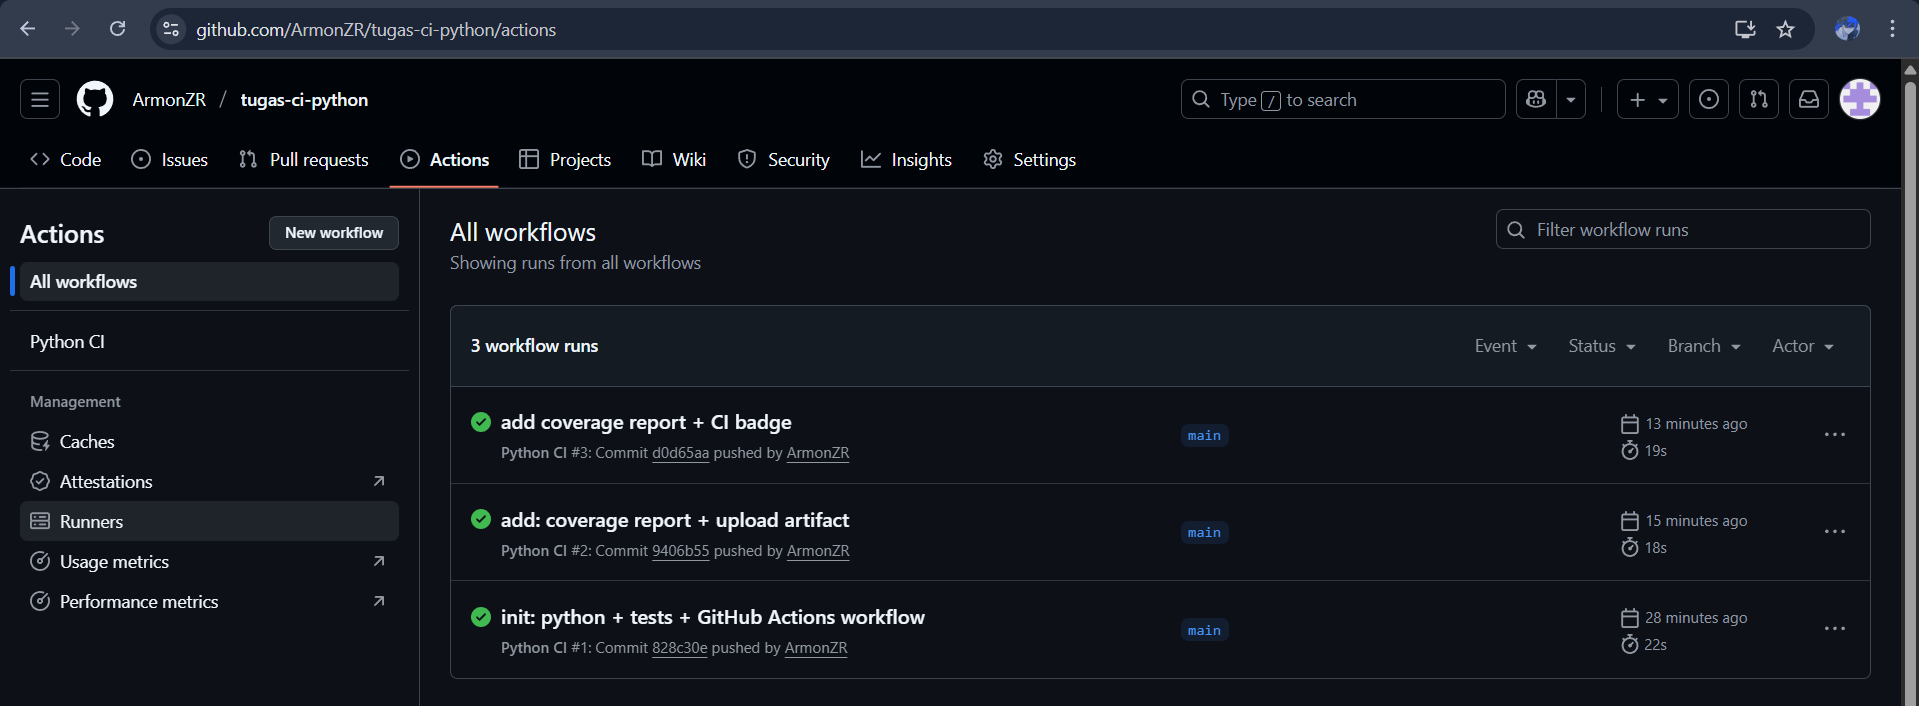 github.com/ArmonZR/tugas-ci-python/actions
ArmonZR / tugas-ci-python
Type / to search
Code Issues Pull requests Actions Projects Wiki Security Insights Settings
Actions
New workflow
All workflows
Python CI
Management
Caches
Attestations
Runners
Usage metrics
Performance metrics
All workflows
Showing runs from all workflows
Filter workflow runs
3 workflow runs
Event Status Branch Actor
add coverage report + CI badge
Python CI #3: Commit d0d65aa pushed by ArmonZR
main
13 minutes ago
19s
add: coverage report + upload artifact
Python CI #2: Commit 9406b55 pushed by ArmonZR
main
15 minutes ago
18s
init: python + tests + GitHub Actions workflow
Python CI #1: Commit 828c30e pushed by ArmonZR
main
28 minutes ago
22s